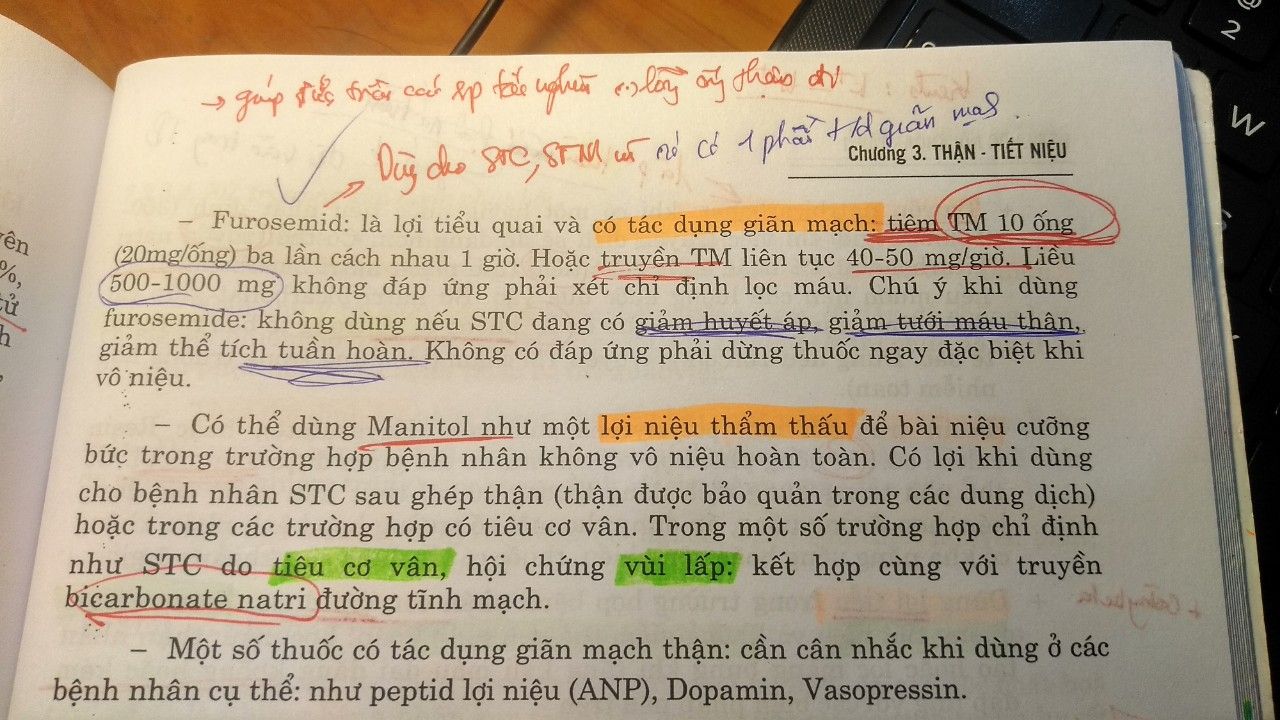 → giúp
Dùng cho STC, STM vì nó có 1 phần td giãn mạch.
Chương 3. THẬN - TIẾT NIỆU
– Furosemid: là lợi tiểu quai và có tác dụng giãn mạch: tiêm TM 10 ống
(20mg/ống) ba lần cách nhau 1 giờ. Hoặc truyền TM liên tục 40-50 mg/giờ. Liều
500-1000 mg không đáp ứng phải xét chỉ định lọc máu. Chú ý khi dùng
furosemide: không dùng nếu STC đang có giảm huyết áp, giảm tưới máu thận,
giảm thể tích tuần hoàn. Không có đáp ứng phải dừng thuốc ngay đặc biệt khi
vô niệu.
– Có thể dùng Manitol như một lợi niệu thẩm thấu để bài niệu cưỡng
bức trong trường hợp bệnh nhân không vô niệu hoàn toàn. Có lợi khi dùng
cho bệnh nhân STC sau ghép thận (thận được bảo quản trong các dung dịch)
hoặc trong các trường hợp có tiêu cơ vân. Trong một số trường hợp chỉ định
như STC do tiêu cơ vân, hội chứng vùi lấp: kết hợp cùng với truyền
bicarbonate natri đường tĩnh mạch.
– Một số thuốc có tác dụng giãn mạch thận: cần cân nhắc khi dùng ở các
bệnh nhân cụ thể: như peptid lợi niệu (ANP), Dopamin, Vasopressin.
yên
%,
tử
h
2
W